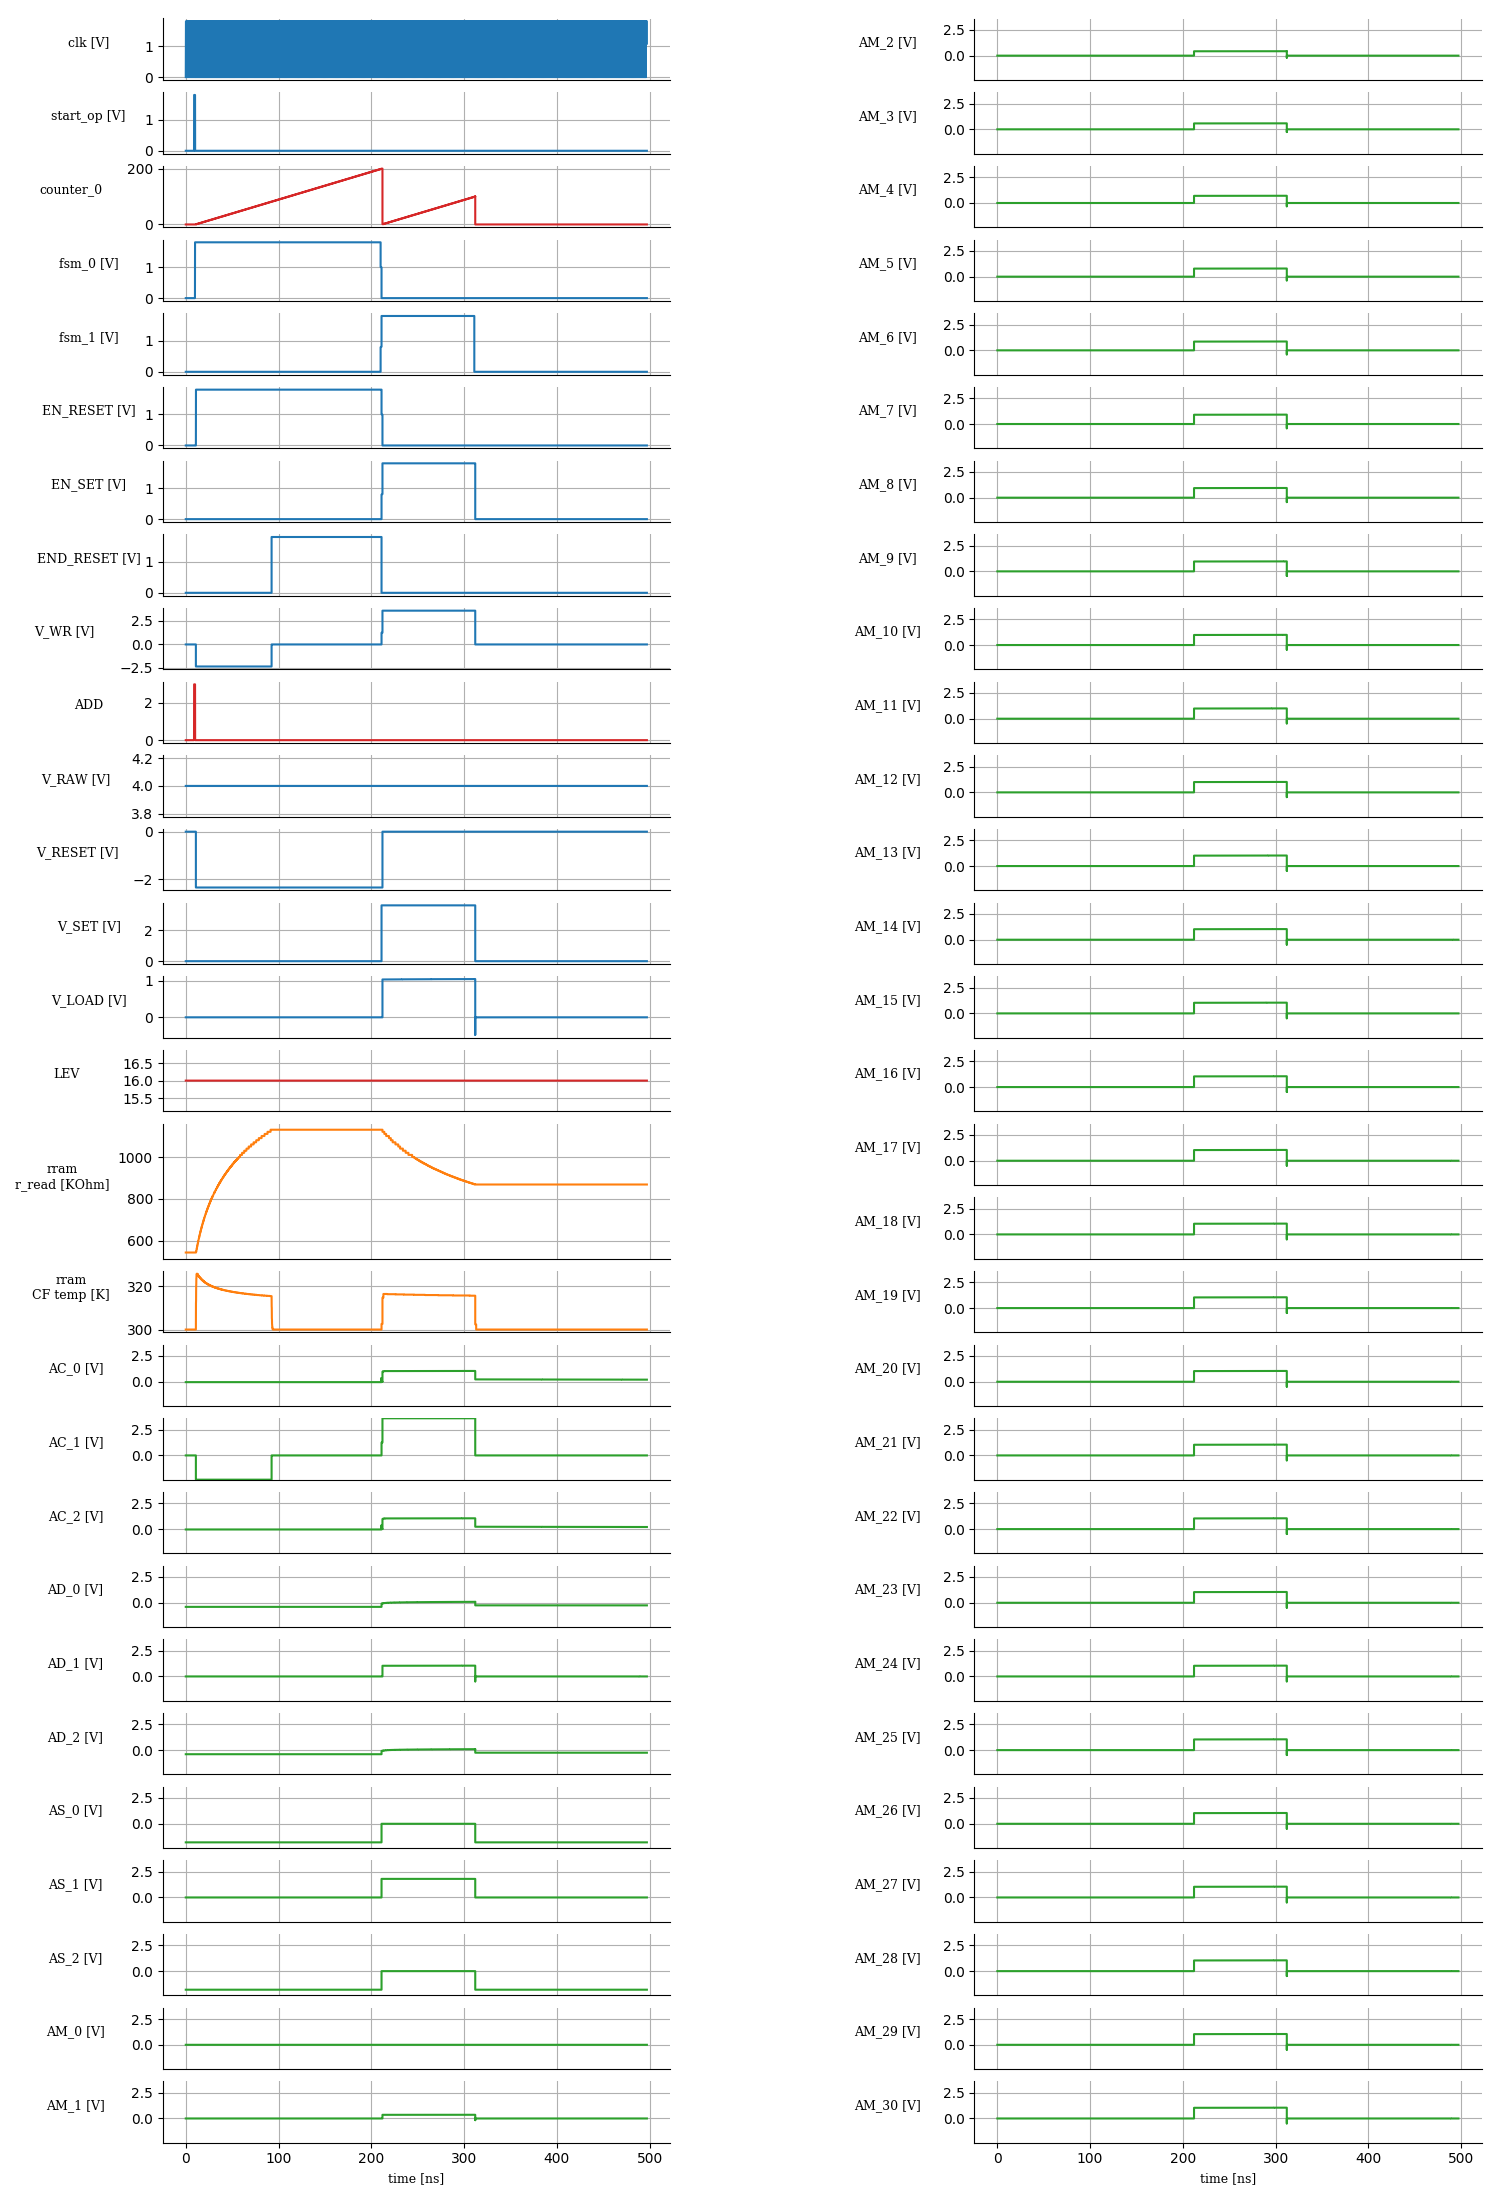 clk [V]
1
0
start_op [V]
1
0
counter_0
200
0
fsm_0 [V]
1
0
fsm_1 [V]
1
0
EN_RESET [V]
1
0
EN_SET [V]
1
0
END_RESET [V]
1
0
V_WR [V]
2.5
0.0
−2.5
ADD
2
0
V_RAW [V]
4.2
4.0
3.8
V_RESET [V]
0
−2
V_SET [V]
2
0
V_LOAD [V]
1
0
LEV
16.5
16.0
15.5
rram
r_read [KOhm]
1000
800
600
rram
CF temp [K]
320
300
AC_0 [V]
2.5
0.0
AC_1 [V]
2.5
0.0
AC_2 [V]
2.5
0.0
AD_0 [V]
2.5
0.0
AD_1 [V]
2.5
0.0
AD_2 [V]
2.5
0.0
AS_0 [V]
2.5
0.0
AS_1 [V]
2.5
0.0
AS_2 [V]
2.5
0.0
AM_0 [V]
2.5
0.0
AM_1 [V]
2.5
0.0
0 100 200 300 400 500
time [ns]
AM_2 [V]
2.5
0.0
AM_3 [V]
2.5
0.0
AM_4 [V]
2.5
0.0
AM_5 [V]
2.5
0.0
AM_6 [V]
2.5
0.0
AM_7 [V]
2.5
0.0
AM_8 [V]
2.5
0.0
AM_9 [V]
2.5
0.0
AM_10 [V]
2.5
0.0
AM_11 [V]
2.5
0.0
AM_12 [V]
2.5
0.0
AM_13 [V]
2.5
0.0
AM_14 [V]
2.5
0.0
AM_15 [V]
2.5
0.0
AM_16 [V]
2.5
0.0
AM_17 [V]
2.5
0.0
AM_18 [V]
2.5
0.0
AM_19 [V]
2.5
0.0
AM_20 [V]
2.5
0.0
AM_21 [V]
2.5
0.0
AM_22 [V]
2.5
0.0
AM_23 [V]
2.5
0.0
AM_24 [V]
2.5
0.0
AM_25 [V]
2.5
0.0
AM_26 [V]
2.5
0.0
AM_27 [V]
2.5
0.0
AM_28 [V]
2.5
0.0
AM_29 [V]
2.5
0.0
AM_30 [V]
2.5
0.0
0 100 200 300 400 500
time [ns]